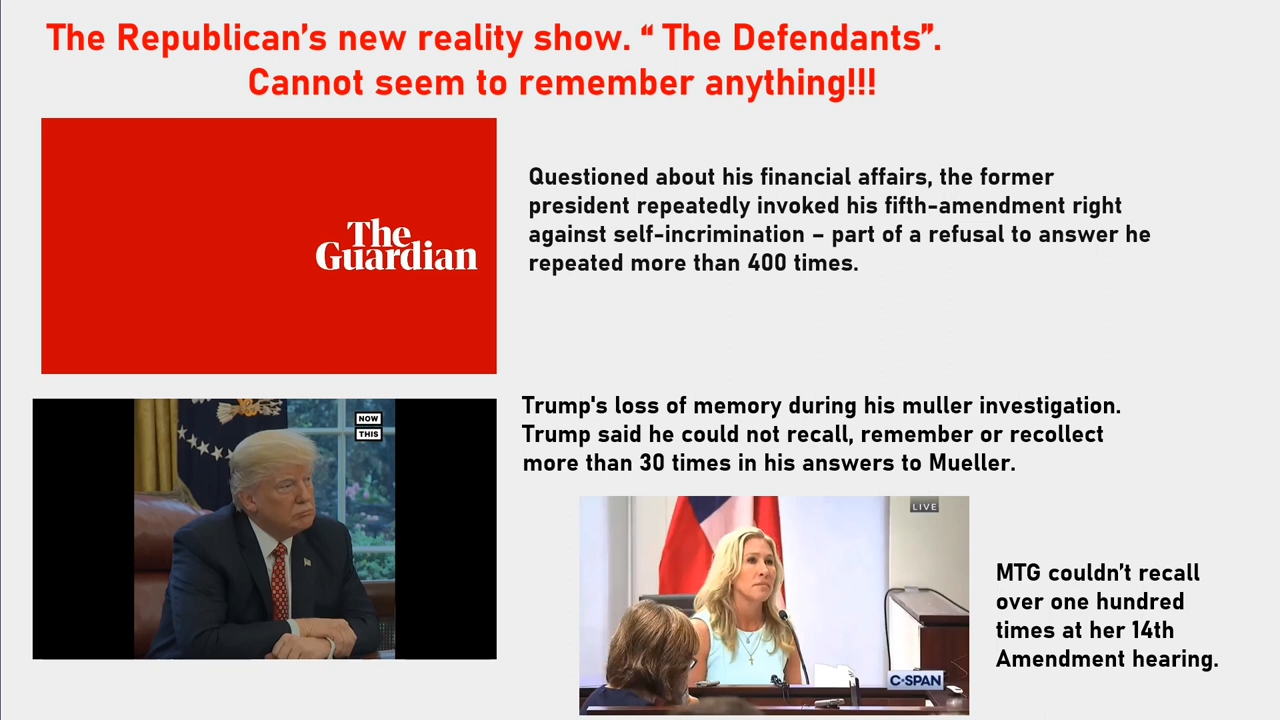 The Republican’s new reality show. “ The Defendants”.
Cannot seem to remember anything!!!
The
Guardian
Questioned about his financial affairs, the former
president repeatedly invoked his fifth-amendment right
against self-incrimination – part of a refusal to answer he
repeated more than 400 times.
NOW
THIS
Trump's loss of memory during his muller investigation.
Trump said he could not recall, remember or recollect
more than 30 times in his answers to Mueller.
LIVE
C-SPAN
MTG couldn’t recall
over one hundred
times at her 14th
Amendment hearing.